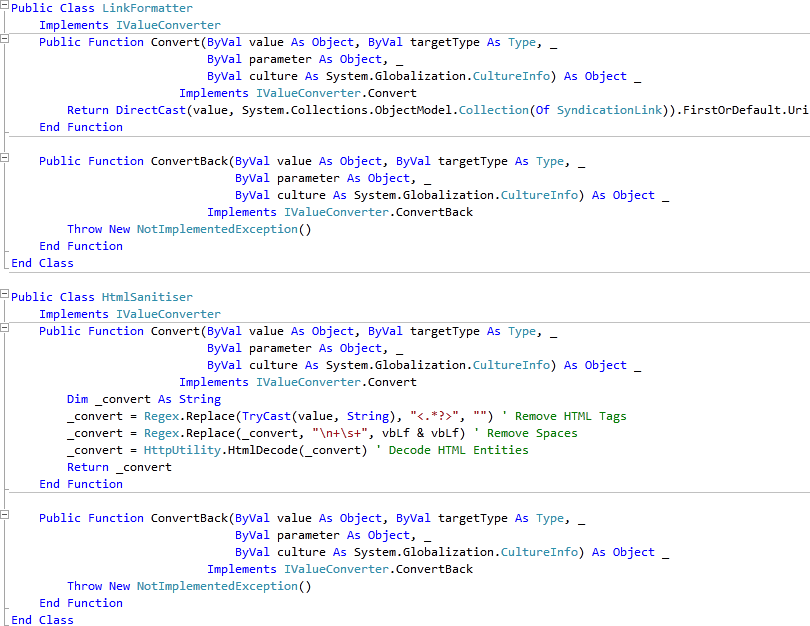 Public Class LinkFormatter
    Implements IValueConverter
    Public Function Convert(ByVal value As Object, ByVal targetType As Type, _
                            ByVal parameter As Object, _
                            ByVal culture As System.Globalization.CultureInfo) As Object _
                        Implements IValueConverter.Convert
        Return DirectCast(value, System.Collections.ObjectModel.Collection(Of SyndicationLink)).FirstOrDefault.Uri
    End Function

    Public Function ConvertBack(ByVal value As Object, ByVal targetType As Type, _
                                ByVal parameter As Object, _
                                ByVal culture As System.Globalization.CultureInfo) As Object _
                            Implements IValueConverter.ConvertBack
        Throw New NotImplementedException()
    End Function
End Class

Public Class HtmlSanitiser
    Implements IValueConverter
    Public Function Convert(ByVal value As Object, ByVal targetType As Type, _
                            ByVal parameter As Object, _
                            ByVal culture As System.Globalization.CultureInfo) As Object _
                        Implements IValueConverter.Convert
        Dim _convert As String
        _convert = Regex.Replace(TryCast(value, String), "<.*?>", "") ' Remove HTML Tags
        _convert = Regex.Replace(_convert, "\n+\s+", vbLf & vbLf) ' Remove Spaces
        _convert = HttpUtility.HtmlDecode(_convert) ' Decode HTML Entities
        Return _convert
    End Function

    Public Function ConvertBack(ByVal value As Object, ByVal targetType As Type, _
                                ByVal parameter As Object, _
                                ByVal culture As System.Globalization.CultureInfo) As Object _
                            Implements IValueConverter.ConvertBack
        Throw New NotImplementedException()
    End Function
End Class